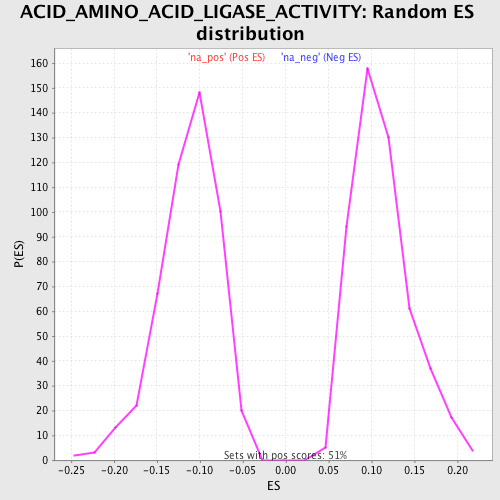 ACID_AMINO_ACID_LIGASE_ACTIVITY: Random ES
distribution
'na_pos' (Pos ES) 'na_neg' (Neg ES)
160
150
140
130
120
110
100
90
80
70
60
50
40
30
20
10
0
P(ES)
Sets with pos scores: 51%
-0.25 -0.20 -0.15 -0.10 -0.05 0.00 0.05 0.10 0.15 0.20
ES